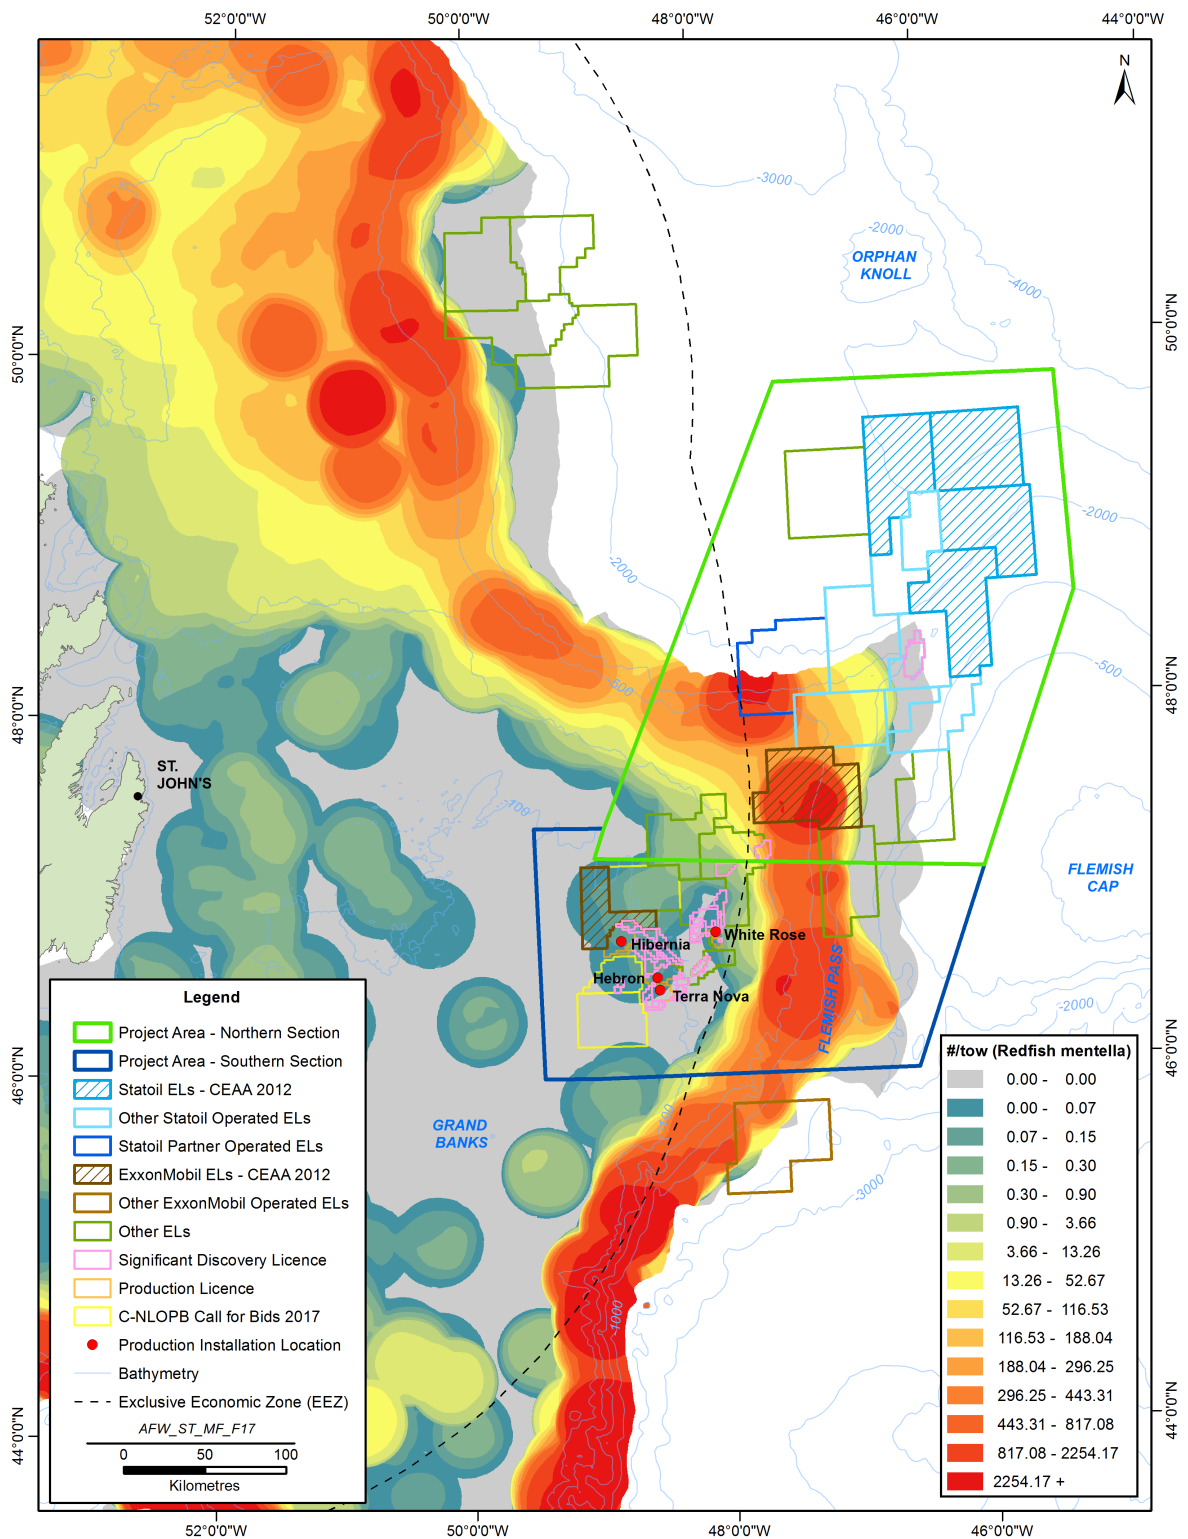 52°0'0"W 50°0'0"W 48°0'0"W 46°0'0"W 44°0'0"W
N
-3000
-2000
ORPHAN
KNOLL
-4000
50°0'0"N
50°0'0"N
-2000
-2000
-500
-500
48°0'0"N
48°0'0"N
ST.
JOHN'S
-100
FLEMISH
CAP
White Rose
Hibernia
Hebron
Terra Nova
FLEMISH PASS
-2000
46°0'0"N
46°0'0"N
GRAND
BANKS
-3000
-1000
44°0'0"N
44°0'0"N
Legend
Project Area - Northern Section
Project Area - Southern Section
Statoil ELs - CEAA 2012
Other Statoil Operated ELs
Statoil Partner Operated ELs
ExxonMobil ELs - CEAA 2012
Other ExxonMobil Operated ELs
Other ELs
Significant Discovery Licence
Production Licence
C-NLOPB Call for Bids 2017
Production Installation Location
Bathymetry
Exclusive Economic Zone (EEZ)
AFW_ST_MF_F17
0 50 100
Kilometres
#/tow (Redfish mentella)
0.00 - 0.00
0.00 - 0.07
0.07 - 0.15
0.15 - 0.30
0.30 - 0.90
0.90 - 3.66
3.66 - 13.26
13.26 - 52.67
52.67 - 116.53
116.53 - 188.04
188.04 - 296.25
296.25 - 443.31
443.31 - 817.08
817.08 - 2254.17
2254.17 +
52°0'0"W 50°0'0"W 48°0'0"W 46°0'0"W